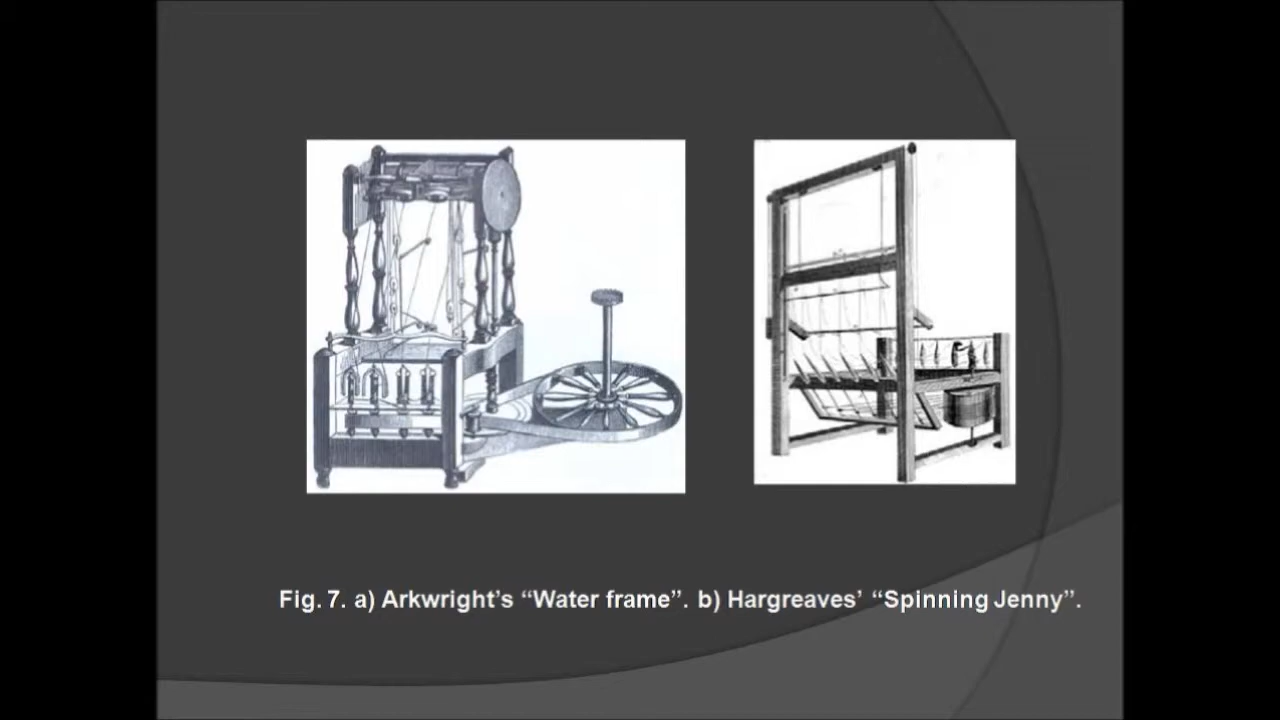 Fig. 7. a) Arkwright’s “Water frame”. b) Hargreaves’ “Spinning Jenny”.